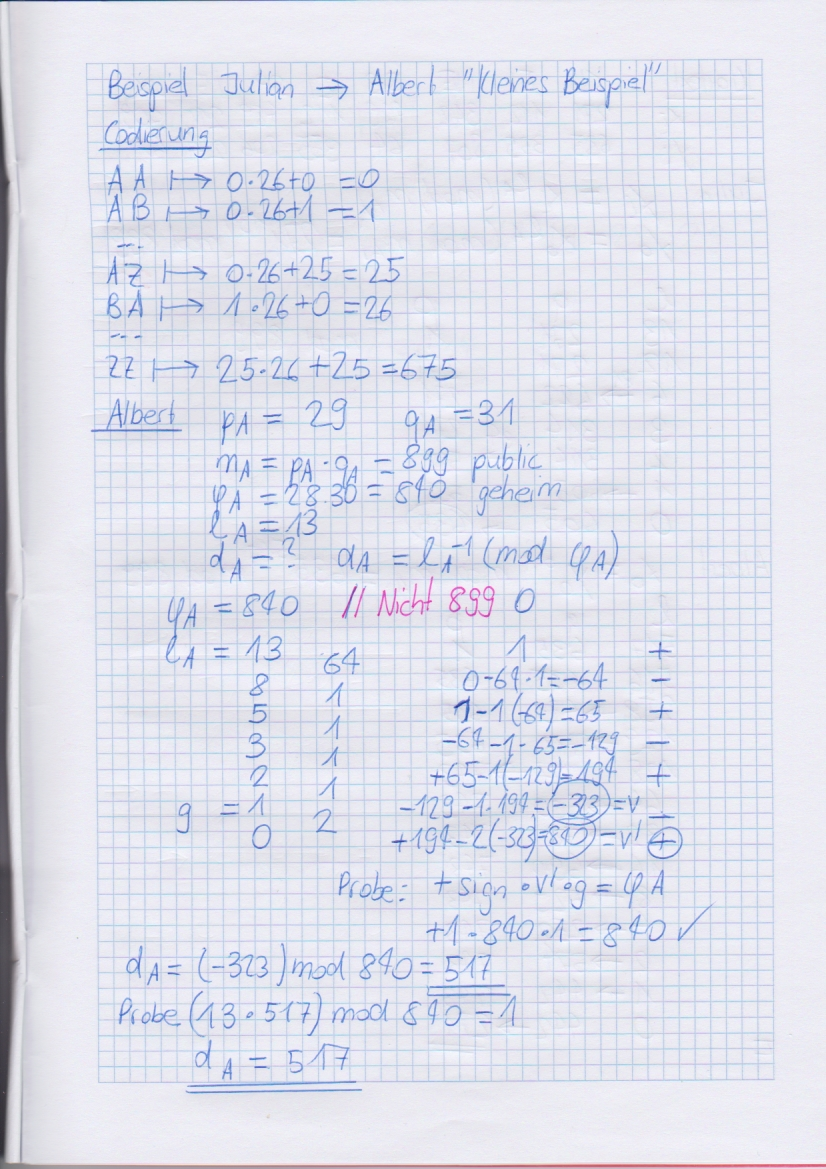 Beispiel Julian → Albert "Kleines Beispiel"
Codierung
AA ↦ 0·26+0 =0
AB ↦ 0·26+1 =1
...
AZ ↦ 0·26+25=25
BA ↦ 1·26+0=26
...
ZZ ↦ 25·26+25=675
Albert pA = 29 qA =31
nA = pA·qA = 899 public
φA = 28·30 = 840 geheim
lA = 13
dA = ? dA = lA⁻¹ (mod φA)
φA = 840 // Nicht 899 0
lA = 13 64 1 +
8 1 0-64·1=-64 -
5 1 1-1(-64)=65 +
3 1 -64-1·65=-129 -
2 1 +65-1(-129)=194 +
g = 1 2 -129-1·194=(-323)=v -
0 +194-2(-323)=840=v' +
Probe: + sign·v'·g = φA
+1·840·1=840 ✓
dA = (-323) mod 840=517
Probe (13·517) mod 840 =1
dA = 517